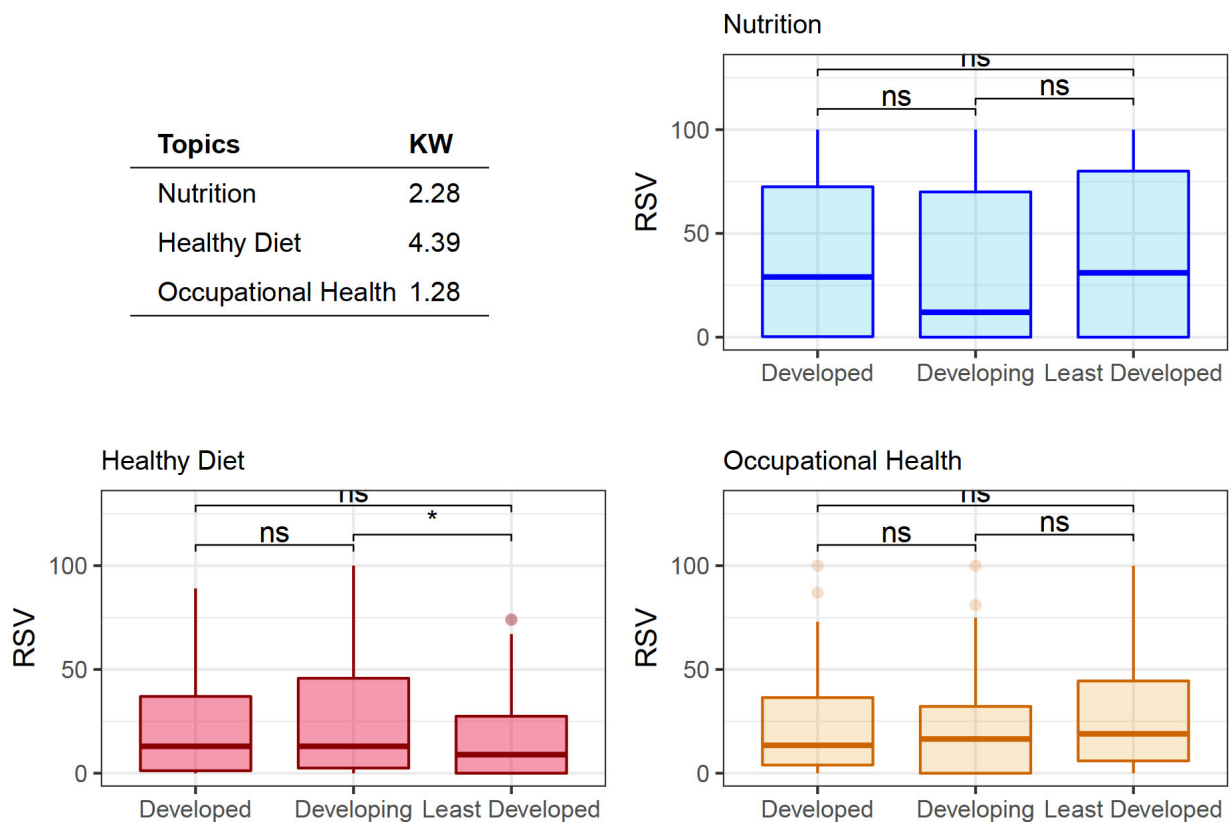 Topics KW
Nutrition 2.28
Healthy Diet 4.39
Occupational Health 1.28
Nutrition
ns
ns ns
100
50
0
RSV
Developed Developing Least Developed
Healthy Diet
ns
ns *
100
50
0
RSV
Developed Developing Least Developed
Occupational Health
ns
ns ns
100
50
0
RSV
Developed Developing Least Developed